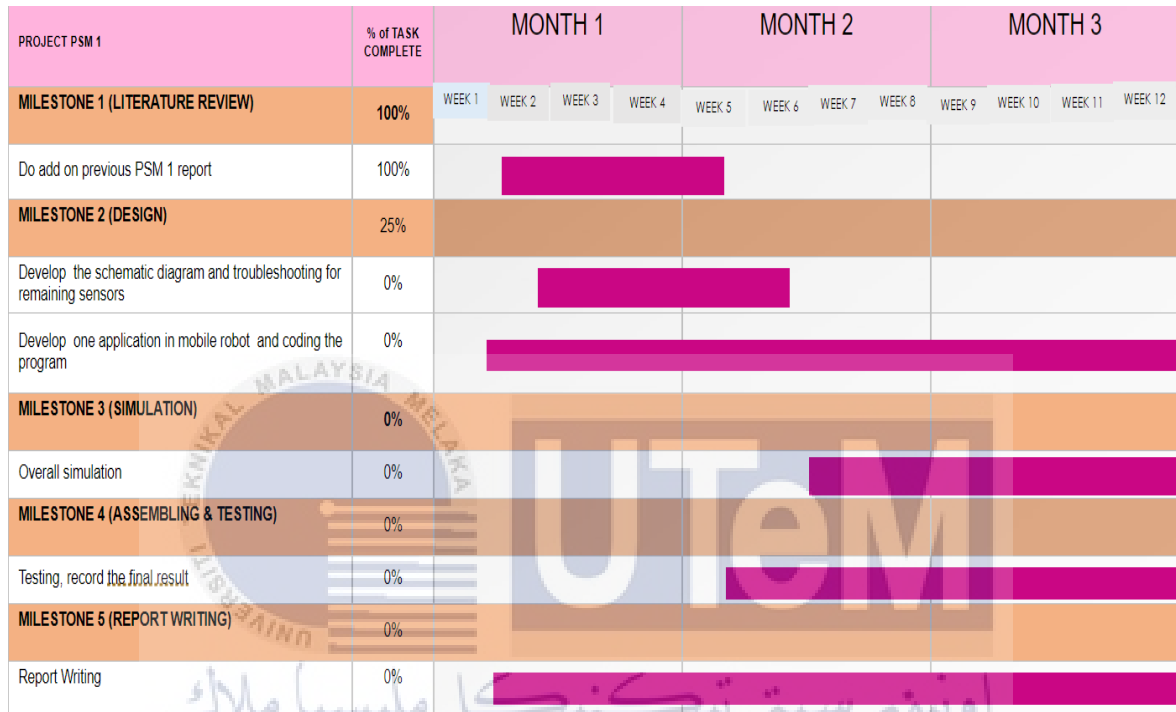 PROJECT PSM 1
% of TASK
COMPLETE
MONTH 1
MONTH 2
MONTH 3
MILESTONE 1 (LITERATURE REVIEW)
100%
WEEK 1
WEEK 2
WEEK 3
WEEK 4
WEEK 5
WEEK 6
WEEK 7
WEEK 8
WEEK 9
WEEK 10
WEEK 11
WEEK 12
Do add on previous PSM 1 report
100%
MILESTONE 2 (DESIGN)
25%
Develop the schematic diagram and troubleshooting for
remaining sensors
0%
Develop one application in mobile robot and coding the
program
0%
MILESTONE 3 (SIMULATION)
0%
Overall simulation
0%
MILESTONE 4 (ASSEMBLING & TESTING)
0%
Testing, record the final result
0%
MILESTONE 5 (REPORT WRITING)
0%
Report Writing
0%
UNIVERSITI TEKNIKAL MALAYSIA MELAKA
UTeM